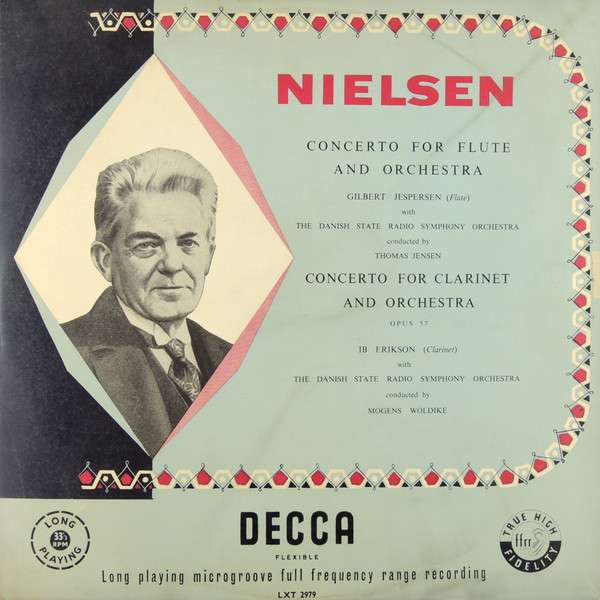 NIELSEN
CONCERTO FOR FLUTE
AND ORCHESTRA
GILBERT JESPERSEN (Flute)
with
THE DANISH STATE RADIO SYMPHONY ORCHESTRA
conducted by
THOMAS JENSEN
CONCERTO FOR CLARINET
AND ORCHESTRA
OPUS 57
IB ERIKSON (Clarinet)
with
THE DANISH STATE RADIO SYMPHONY ORCHESTRA
conducted by
MOGENS WOLDIKE
LONG
33⅓
RPM
PLAYING
DECCA
FLEXIBLE
Long playing microgroove full frequency range recording
LXT 2979
TRUE HIGH
ffrr
FIDELITY